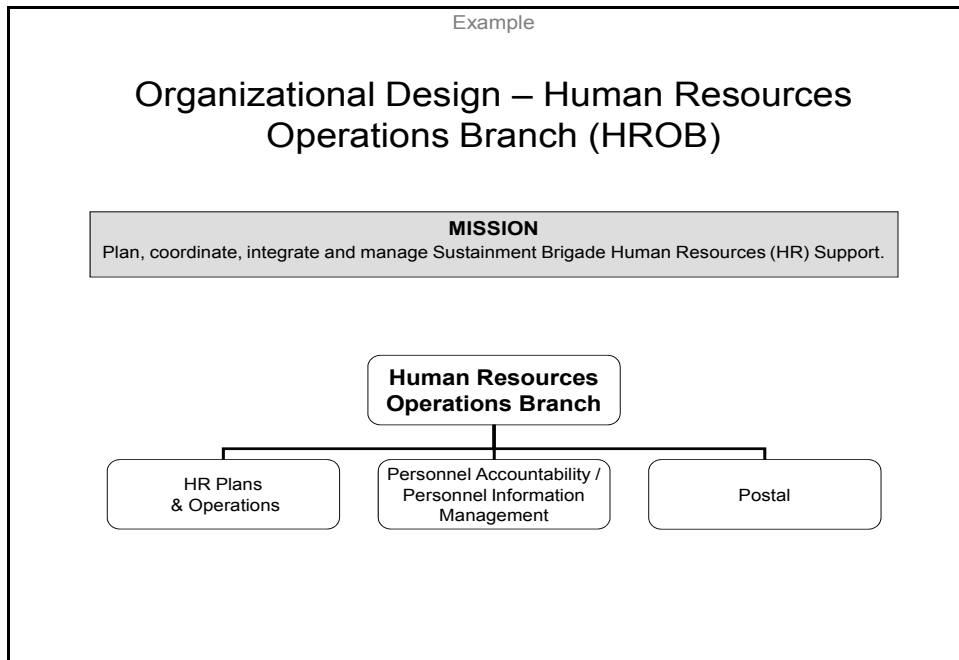 Example
Organizational Design – Human Resources
Operations Branch (HROB)
MISSION
Plan, coordinate, integrate and manage Sustainment Brigade Human Resources (HR) Support.
Human Resources
Operations Branch
HR Plans
& Operations
Personnel Accountability /
Personnel Information
Management
Postal